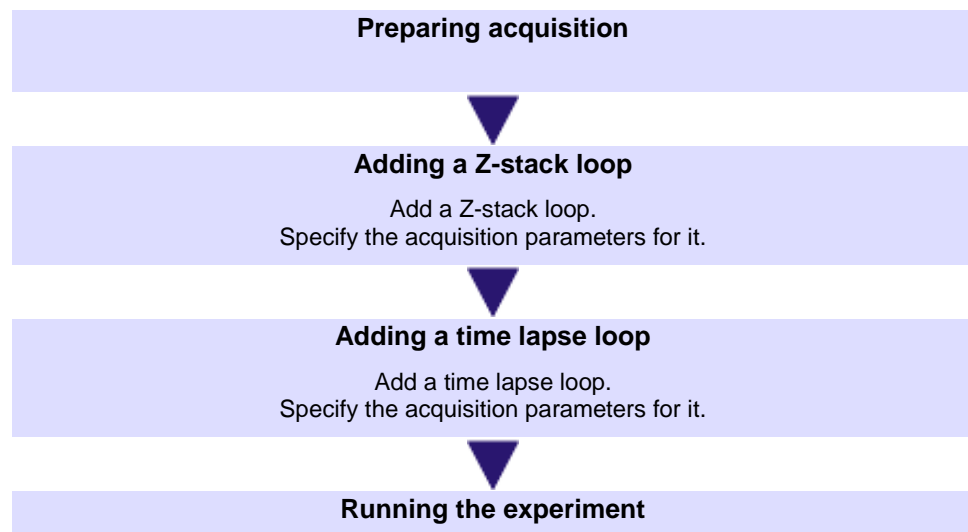 Preparing acquisition
Adding a Z-stack loop
Add a Z-stack loop.
Specify the acquisition parameters for it.
Adding a time lapse loop
Add a time lapse loop.
Specify the acquisition parameters for it.
Running the experiment